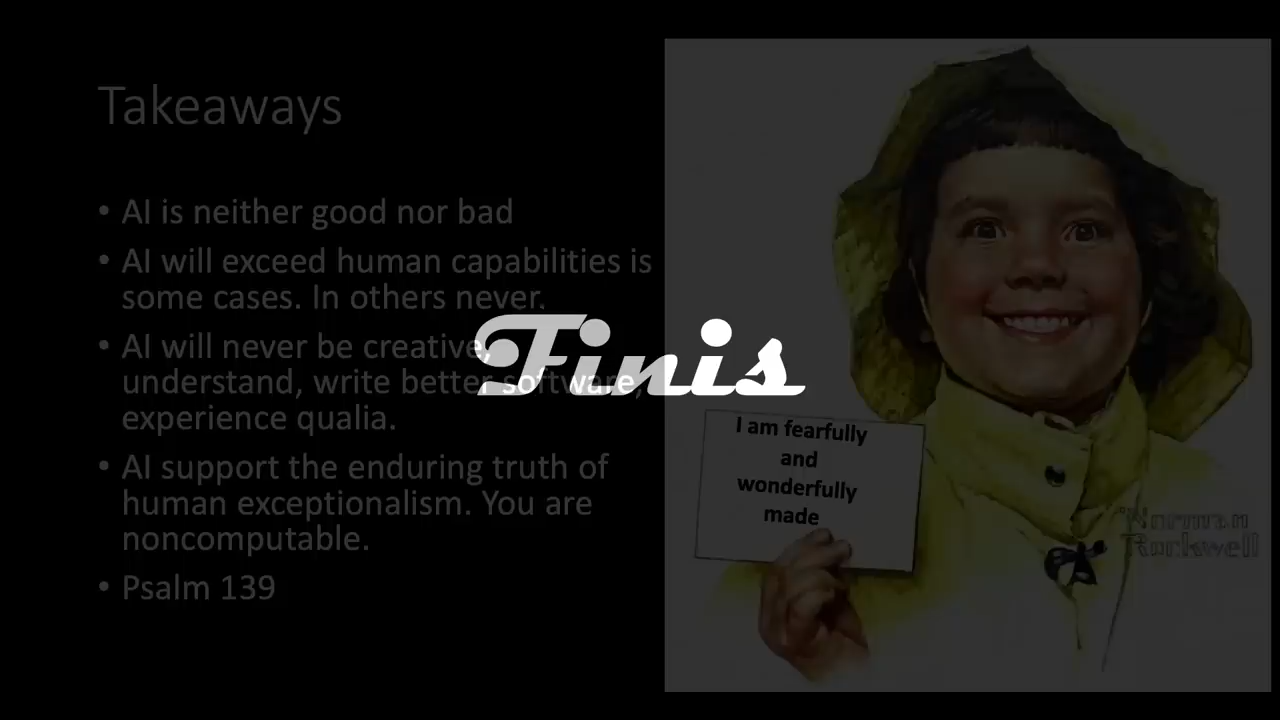 Takeaways
• AI is neither good nor bad
• AI will exceed human capabilities is
some cases. In others never.
• AI will never be creative,
understand, write better software,
experience qualia.
• AI support the enduring truth of
human exceptionalism. You are
noncomputable.
• Psalm 139
Finis
I am fearfully
and
wonderfully
made
Norman
Rockwell